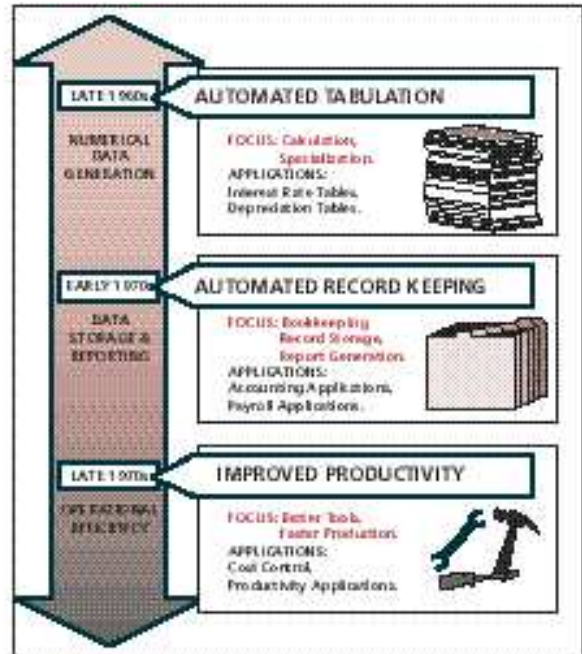 LATE 1960s
AUTOMATED TABULATION
NUMERICAL
DATA
GENERATION
FOCUS: Calculation,
Specialization.
APPLICATIONS:
Interest Rate Tables,
Depreciation Tables.
EARLY 1970s
AUTOMATED RECORD KEEPING
DATA
STORAGE &
REPORTING
FOCUS: Bookkeeping
Record Storage,
Report Generation.
APPLICATIONS:
Accounting Applications,
Payroll Applications.
LATE 1970s
IMPROVED PRODUCTIVITY
OPERATIONAL
EFFICIENCY
FOCUS: Better Tools,
Faster Production.
APPLICATIONS:
Cost Control,
Productivity Applications.